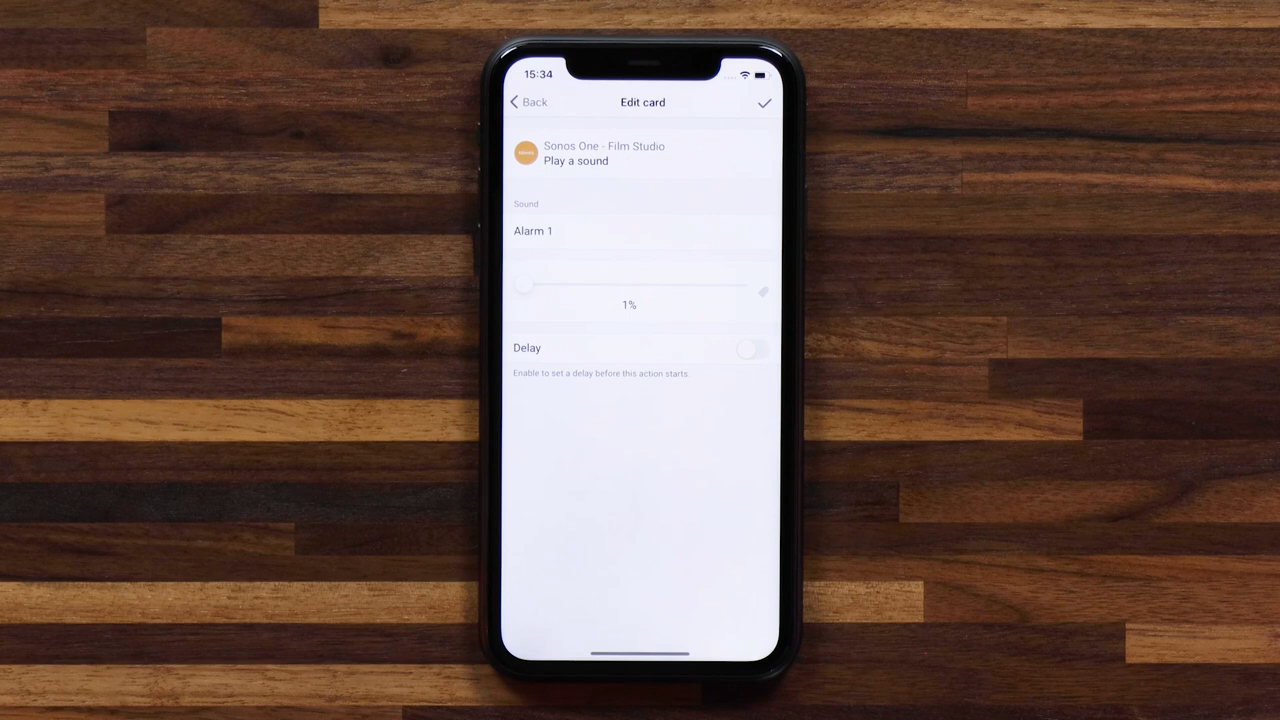 15:34
Back
Edit card
Sonos One - Film Studio
Play a sound
Sound
Alarm 1
1%
Delay
Enable to set a delay before this action starts